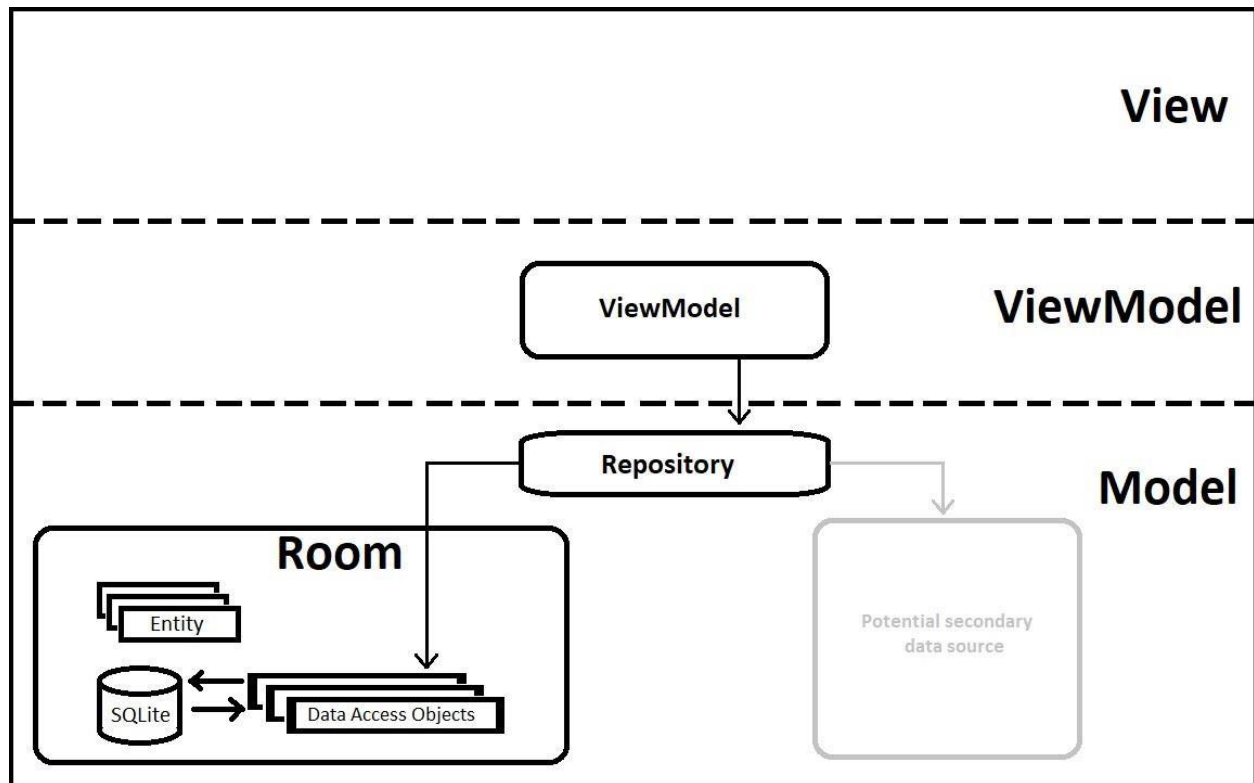 View
ViewModel
ViewModel
Repository
Model
Room
Entity
SQLite
Data Access Objects
Potential secondary
data source